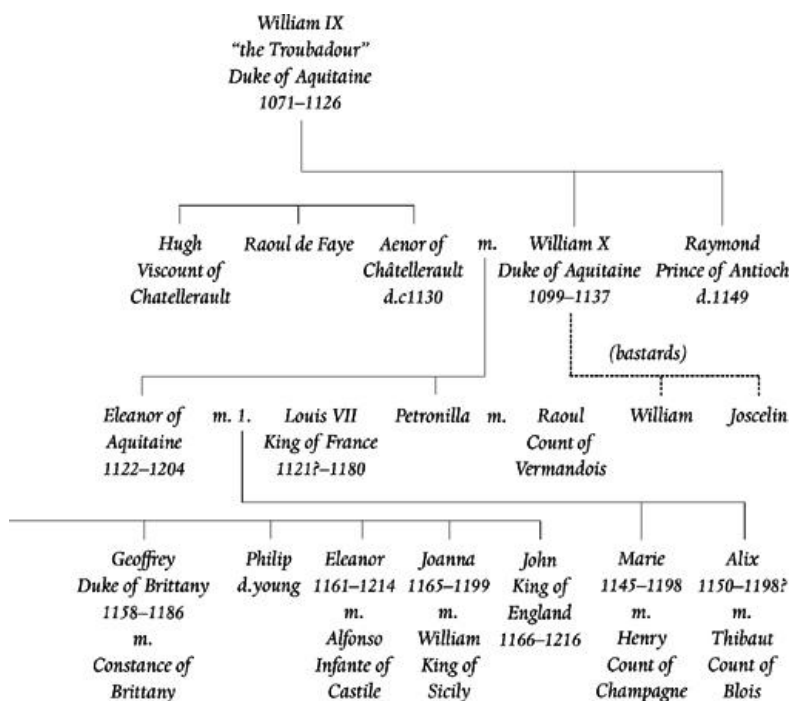 William IX
"the Troubadour"
Duke of Aquitaine
1071–1126
Hugh
Viscount of
Chatellerault
Raoul de Faye
Aenor of
Châtellerault
d.c1130
m.
William X
Duke of Aquitaine
1099–1137
Raymond
Prince of Antioch
d.1149
(bastards)
Eleanor of
Aquitaine
1122–1204
m. 1.
Louis VII
King of France
1121?–1180
Petronilla
m.
Raoul
Count of
Vermandois
William
Joscelin
Geoffrey
Duke of Brittany
1158–1186
m.
Constance of
Brittany
Philip
d.young
Eleanor
1161–1214
m.
Alfonso
Infante of
Castile
Joanna
1165–1199
m.
William
King of
Sicily
John
King of
England
1166–1216
Marie
1145–1198
m.
Henry
Count of
Champagne
Alix
1150–1198?
m.
Thibaut
Count of
Blois